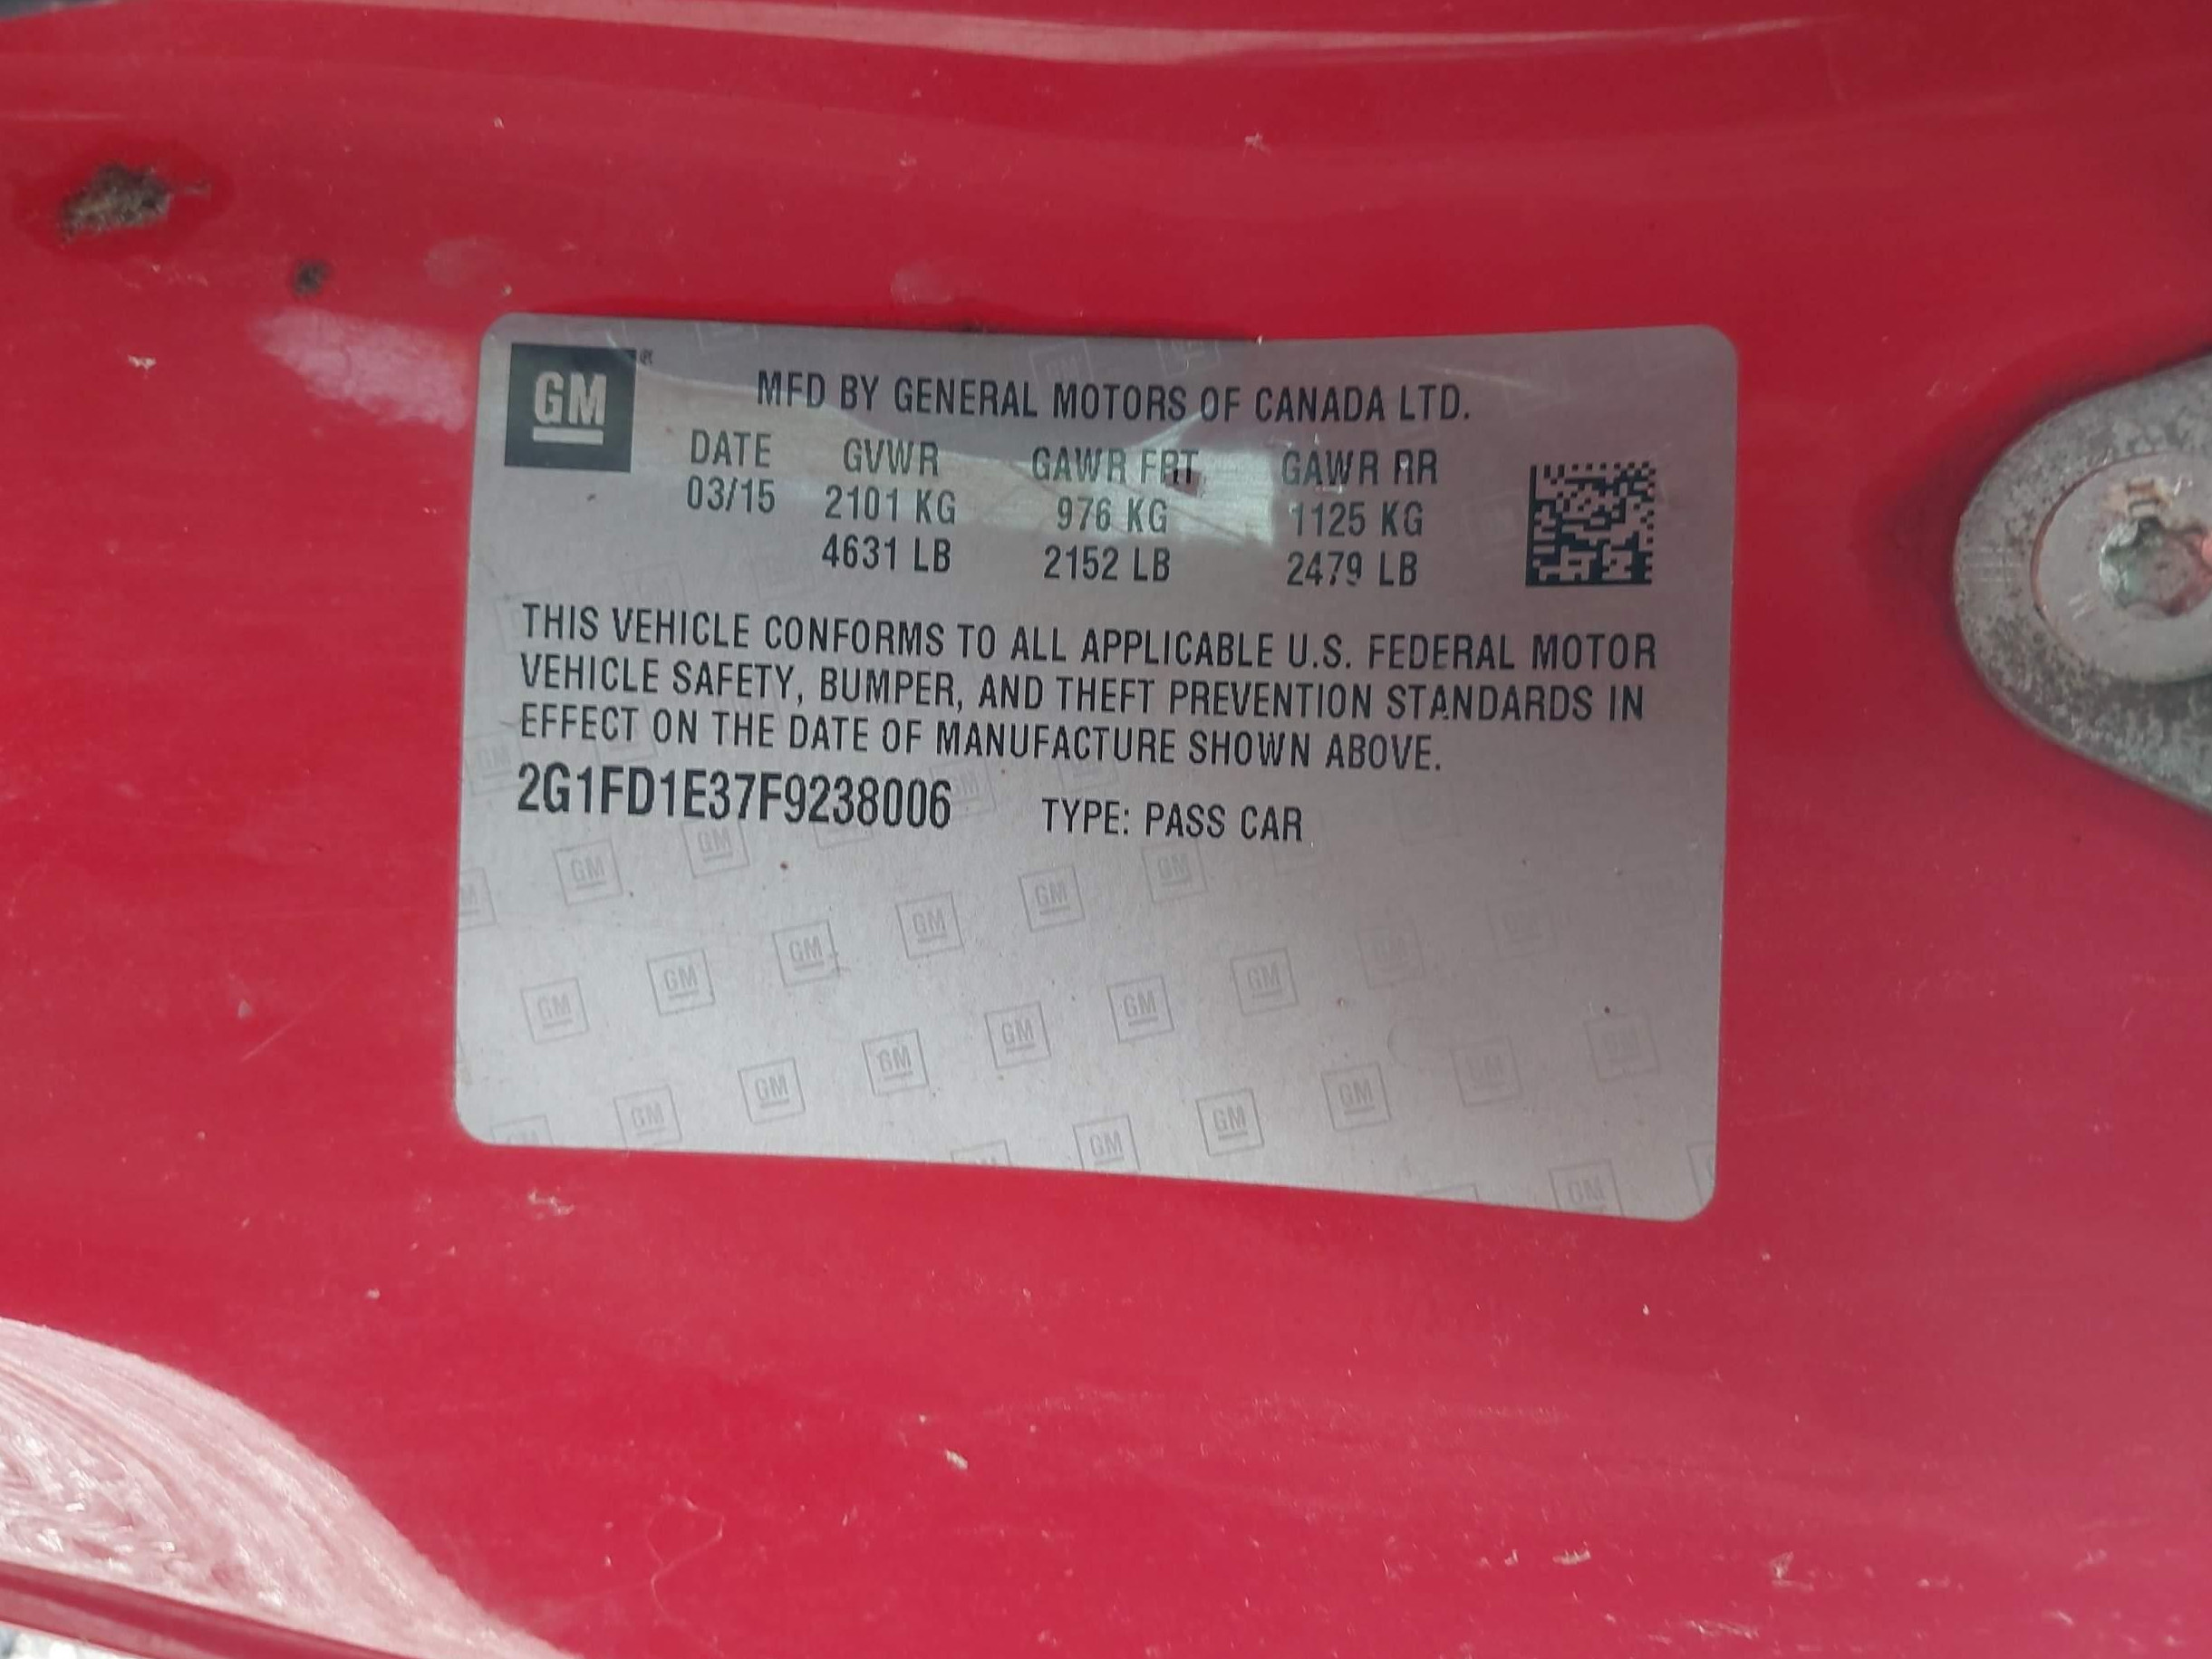 GM ®
MFD BY GENERAL MOTORS OF CANADA LTD.
DATE GVWR GAWR FRT GAWR RR
03/15 2101 KG 976 KG 1125 KG
4631 LB 2152 LB 2479 LB
THIS VEHICLE CONFORMS TO ALL APPLICABLE U.S. FEDERAL MOTOR
VEHICLE SAFETY, BUMPER, AND THEFT PREVENTION STANDARDS IN
EFFECT ON THE DATE OF MANUFACTURE SHOWN ABOVE.
2G1FD1E37F9238006 TYPE: PASS CAR